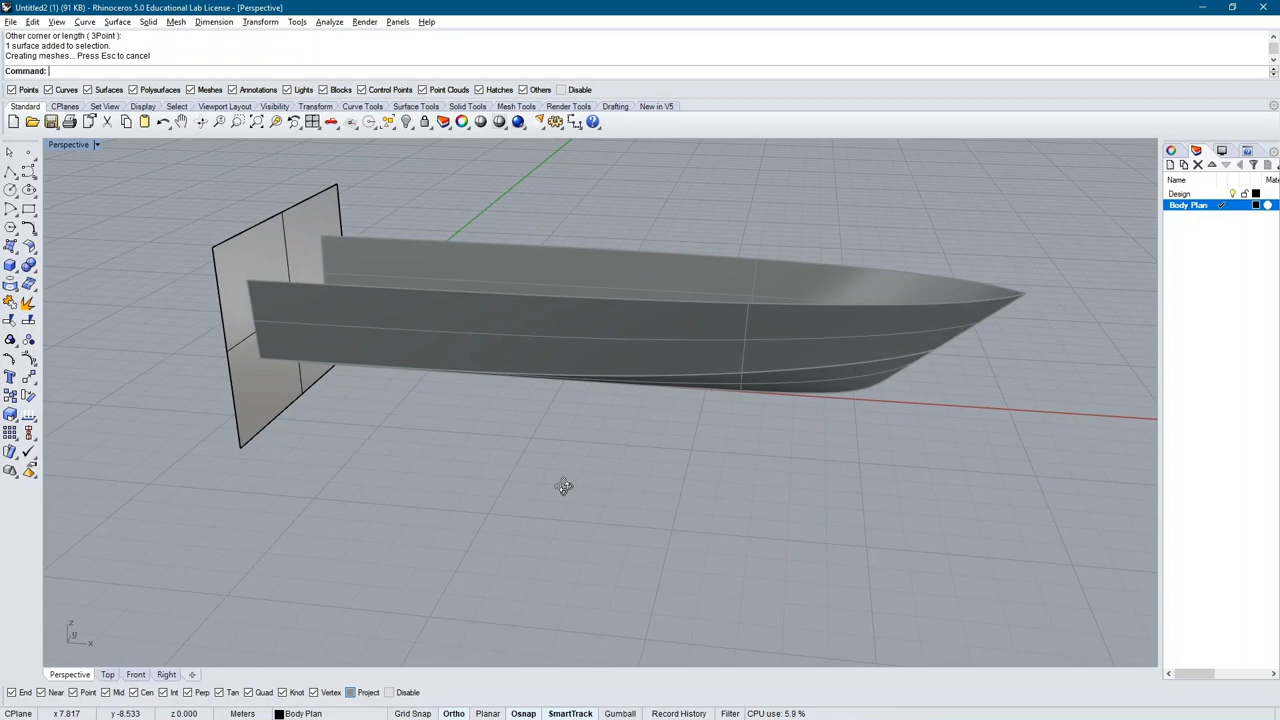 Untitled2 (1) (91 KB) - Rhinoceros 5.0 Educational Lab License - [Perspective]
File Edit View Curve Surface Solid Mesh Dimension Transform Tools Analyze Render Panels Help
Other corner or length ( 3Point ):
1 surface added to selection.
Creating meshes... Press Esc to cancel
Command:
Points Curves Surfaces Polysurfaces Meshes Annotations Lights Blocks Control Points Point Clouds Hatches Others Disable
Standard CPlanes Set View Display Select Viewport Layout Visibility Transform Curve Tools Surface Tools Solid Tools Mesh Tools Render Tools Drafting New in V5
Perspective
Name Mate
Design
Body Plan
z
y
x
Perspective Top Front Right
End Near Point Mid Cen Int Perp Tan Quad Knot Vertex Project Disable
CPlane x 7.817 y -8.533 z 0.000 Meters Body Plan Grid Snap Ortho Planar Osnap SmartTrack Gumball Record History Filter CPU use: 5.9 %